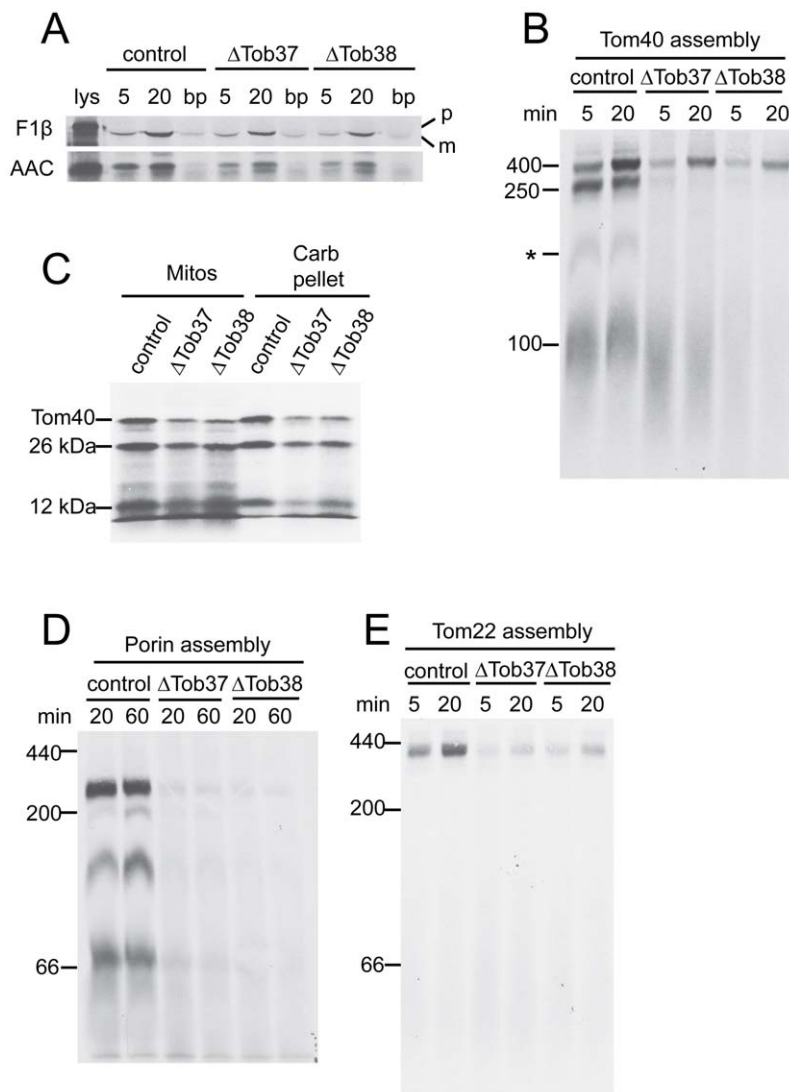 A
control ΔTob37 ΔTob38
lys 5 20 bp 5 20 bp 5 20 bp
F1β p
m
AAC
B
Tom40 assembly
control ΔTob37 ΔTob38
min 5 20 5 20 5 20
400
250
*
100
C
Mitos Carb pellet
control ΔTob37 ΔTob38 control ΔTob37 ΔTob38
Tom40
26 kDa
12 kDa
D
Porin assembly
control ΔTob37 ΔTob38
min 20 60 20 60 20 60
440
200
66
E
Tom22 assembly
control ΔTob37 ΔTob38
min 5 20 5 20 5 20
440
200
66